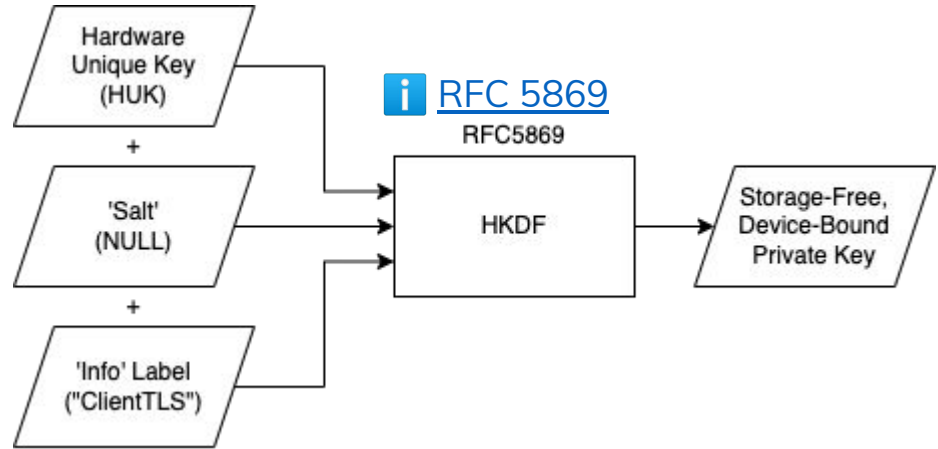 Hardware
Unique Key
(HUK)
+
'Salt'
(NULL)
+
'Info' Label
("ClientTLS")
i RFC 5869
RFC5869
HKDF
Storage-Free,
Device-Bound
Private Key